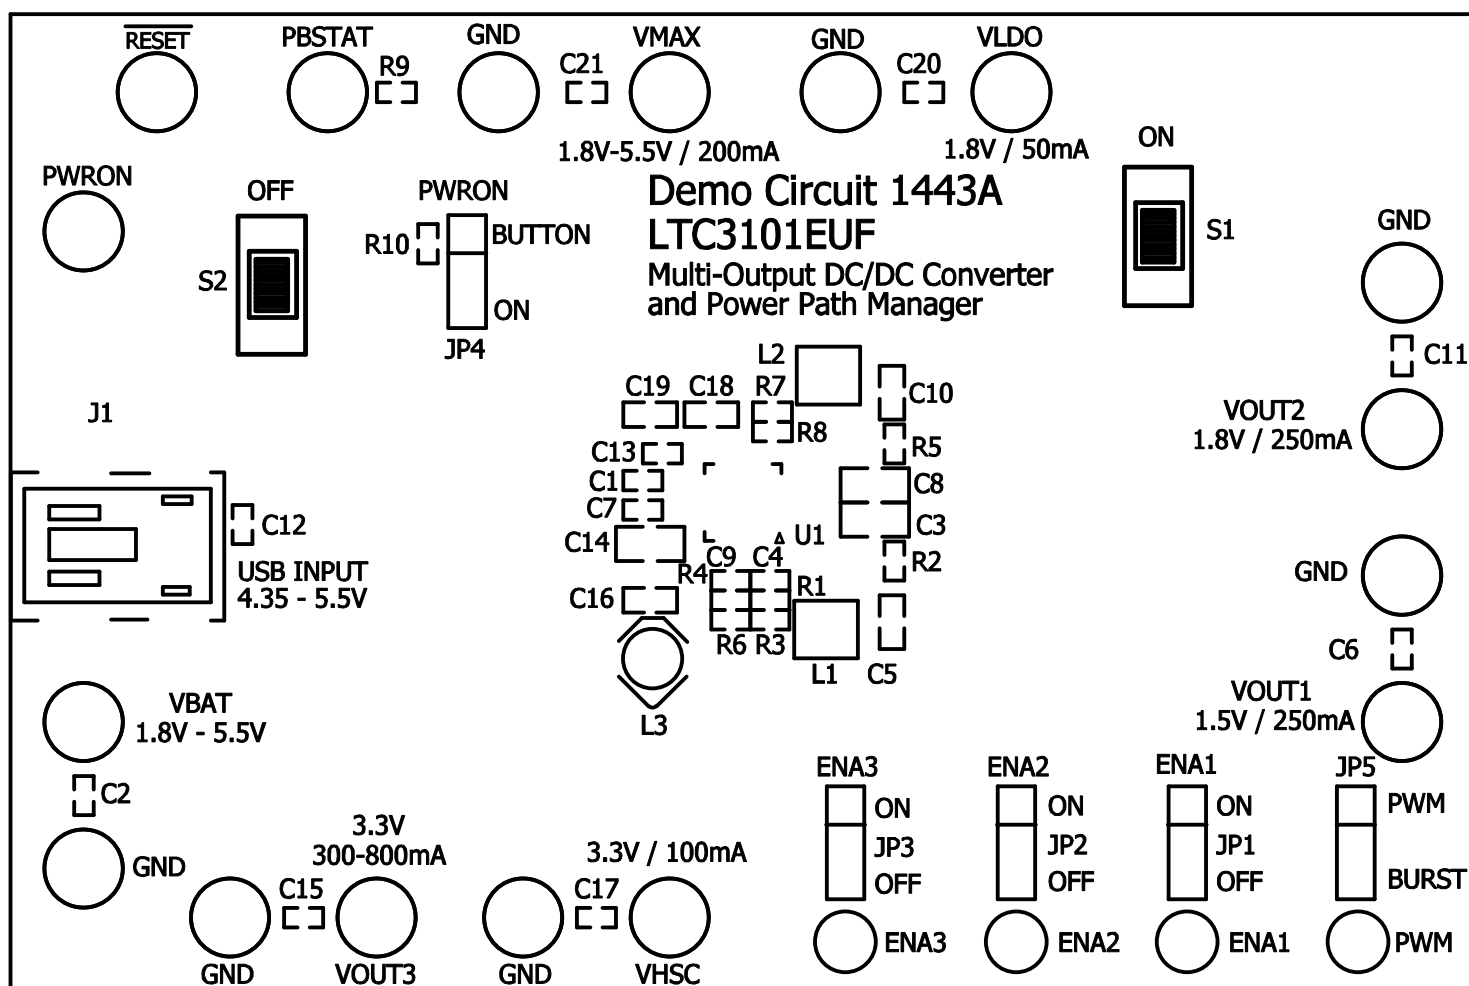 RESET
PBSTAT
GND
VMAX
GND
VLDO
R9
C21
C20
1.8V-5.5V / 200mA
1.8V / 50mA
ON
PWRON
OFF
PWRON
Demo Circuit 1443A
LTC3101EUF
Multi-Output DC/DC Converter
and Power Path Manager
R10
BUTTON
S1
GND
S2
ON
JP4
L2
C11
C19
C18
R7
C10
J1
VOUT2
1.8V / 250mA
R8
R5
C13
C1
C8
C7
C3
C12
C14
U1
C9
C4
R2
USB INPUT
4.35 - 5.5V
R4
R1
GND
C16
R6
R3
L1
C5
C6
L3
VBAT
1.8V - 5.5V
VOUT1
1.5V / 250mA
C2
ENA3
ENA2
ENA1
JP5
ON
ON
ON
PWM
3.3V
300-800mA
3.3V / 100mA
JP3
JP2
JP1
GND
OFF
OFF
OFF
BURST
C15
C17
ENA3
ENA2
ENA1
PWM
GND
VOUT3
GND
VHSC